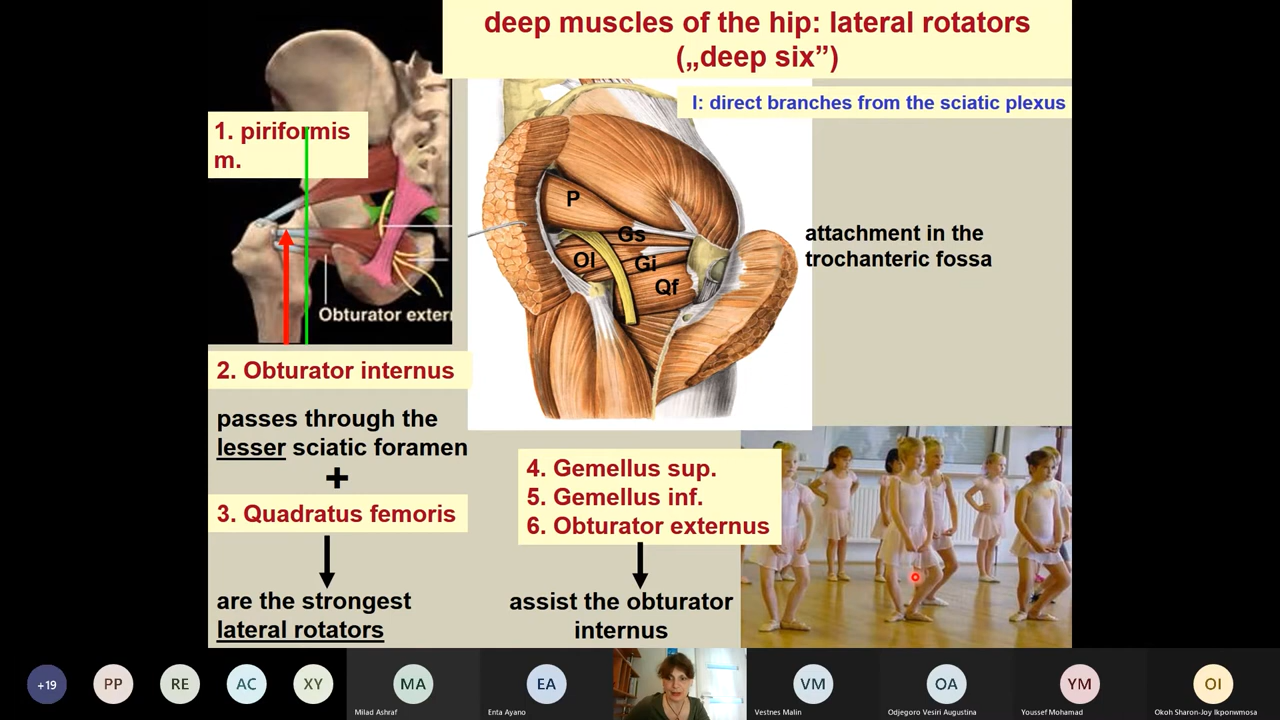 deep muscles of the hip: lateral rotators
(„deep six”)
I: direct branches from the sciatic plexus
1. piriformis
m.
P
Gs
OI
Gi
Qf
attachment in the
trochanteric fossa
Obturator extern
2. Obturator internus
passes through the
lesser sciatic foramen
+
3. Quadratus femoris
are the strongest
lateral rotators
4. Gemellus sup.
5. Gemellus inf.
6. Obturator externus
assist the obturator
internus
+19
PP
RE
AC
XY
MA
Milad Ashraf
EA
Enta Ayano
VM
Vestnes Malin
OA
Odjegoro Vesiri Augustina
YM
Youssef Mohamad
OI
Okoh Sharon-Joy Ikponwmosa